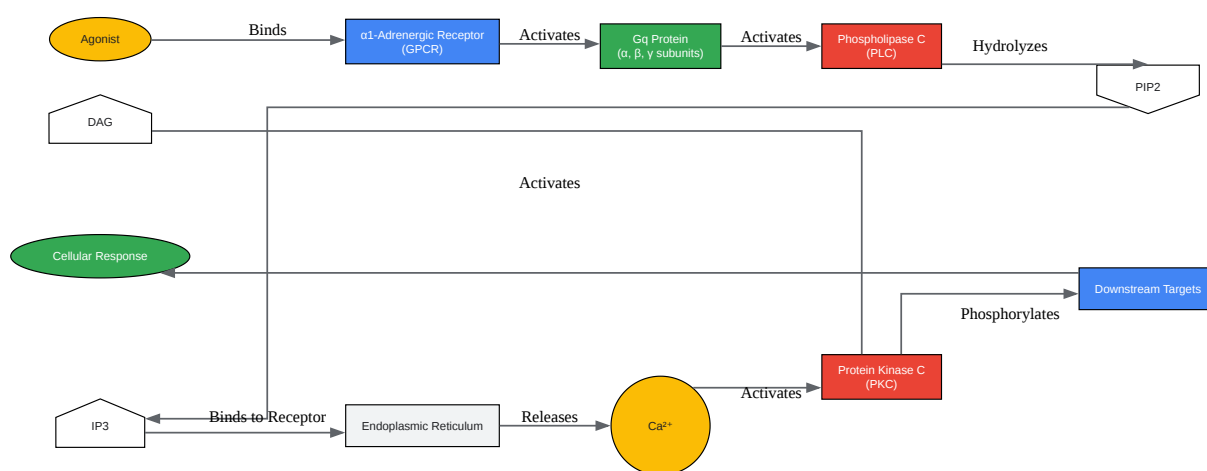 Agonist
Binds
α1-Adrenergic Receptor
(GPCR)
Activates
Gq Protein
(α, β, γ subunits)
Activates
Phospholipase C
(PLC)
Hydrolyzes
PIP2
DAG
Activates
Cellular Response
Downstream Targets
Phosphorylates
Protein Kinase C
(PKC)
Activates
IP3
Binds to Receptor
Endoplasmic Reticulum
Releases
Ca²⁺